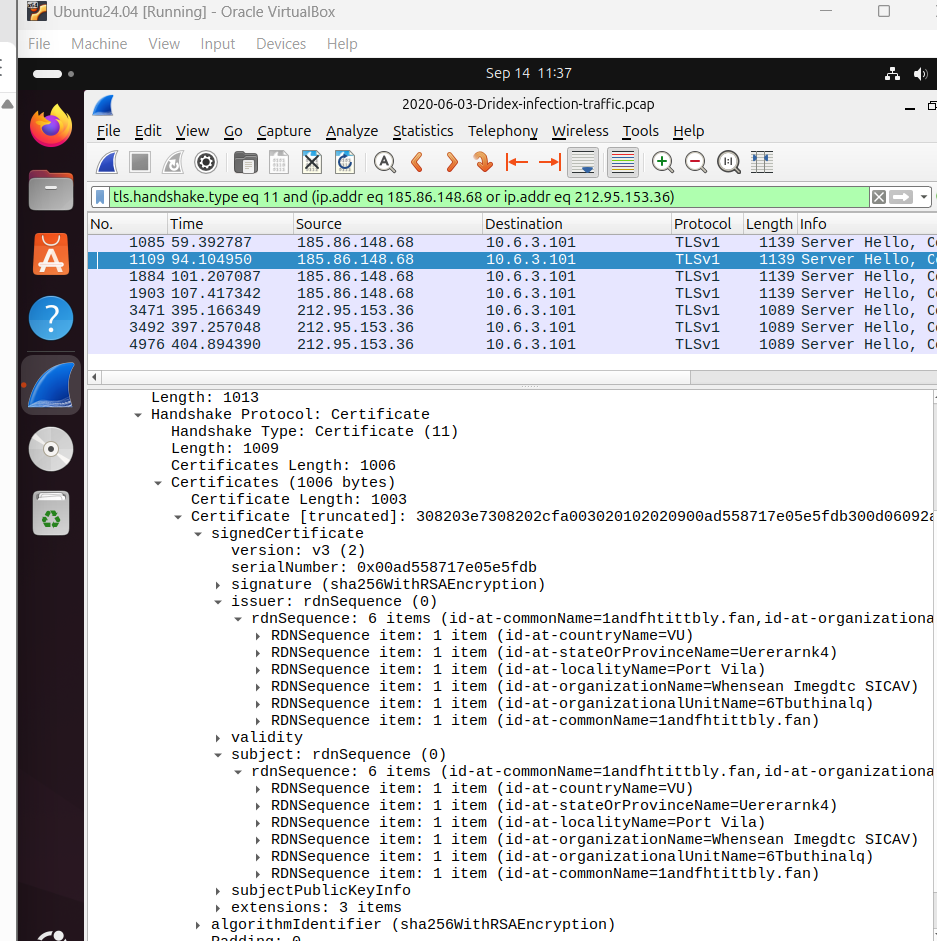 Ubuntu24.04 [Running] - Oracle VirtualBox
File Machine View Input Devices Help
Sep 14 11:37
2020-06-03-Dridex-infection-traffic.pcap
File Edit View Go Capture Analyze Statistics Telephony Wireless Tools Help
tls.handshake.type eq 11 and (ip.addr eq 185.86.148.68 or ip.addr eq 212.95.153.36)
No. Time Source Destination Protocol Length Info
1085 59.392787 185.86.148.68 10.6.3.101 TLSv1 1139 Server Hello, C
1109 94.104950 185.86.148.68 10.6.3.101 TLSv1 1139 Server Hello, C
1884 101.207087 185.86.148.68 10.6.3.101 TLSv1 1139 Server Hello, C
1903 107.417342 185.86.148.68 10.6.3.101 TLSv1 1139 Server Hello, C
3471 395.166349 212.95.153.36 10.6.3.101 TLSv1 1089 Server Hello, C
3492 397.257048 212.95.153.36 10.6.3.101 TLSv1 1089 Server Hello, C
4976 404.894390 212.95.153.36 10.6.3.101 TLSv1 1089 Server Hello, C
Length: 1013
Handshake Protocol: Certificate
Handshake Type: Certificate (11)
Length: 1009
Certificates Length: 1006
Certificates (1006 bytes)
Certificate Length: 1003
Certificate [truncated]: 308203e7308202cfa003020102020900ad558717e05e5fdb300d06092a
signedCertificate
version: v3 (2)
serialNumber: 0x00ad558717e05e5fdb
signature (sha256WithRSAEncryption)
issuer: rdnSequence (0)
rdnSequence: 6 items (id-at-commonName=1andfhtittbly.fan,id-at-organizationa
RDNSequence item: 1 item (id-at-countryName=VU)
RDNSequence item: 1 item (id-at-stateOrProvinceName=Uererarnk4)
RDNSequence item: 1 item (id-at-localityName=Port Vila)
RDNSequence item: 1 item (id-at-organizationName=Whensean Imegdtc SICAV)
RDNSequence item: 1 item (id-at-organizationalUnitName=6Tbuthinalq)
RDNSequence item: 1 item (id-at-commonName=1andfhtittbly.fan)
validity
subject: rdnSequence (0)
rdnSequence: 6 items (id-at-commonName=1andfhtittbly.fan,id-at-organizationa
RDNSequence item: 1 item (id-at-countryName=VU)
RDNSequence item: 1 item (id-at-stateOrProvinceName=Uererarnk4)
RDNSequence item: 1 item (id-at-localityName=Port Vila)
RDNSequence item: 1 item (id-at-organizationName=Whensean Imegdtc SICAV)
RDNSequence item: 1 item (id-at-organizationalUnitName=6Tbuthinalq)
RDNSequence item: 1 item (id-at-commonName=1andfhtittbly.fan)
subjectPublicKeyInfo
extensions: 3 items
algorithmIdentifier (sha256WithRSAEncryption)
Padding: 0